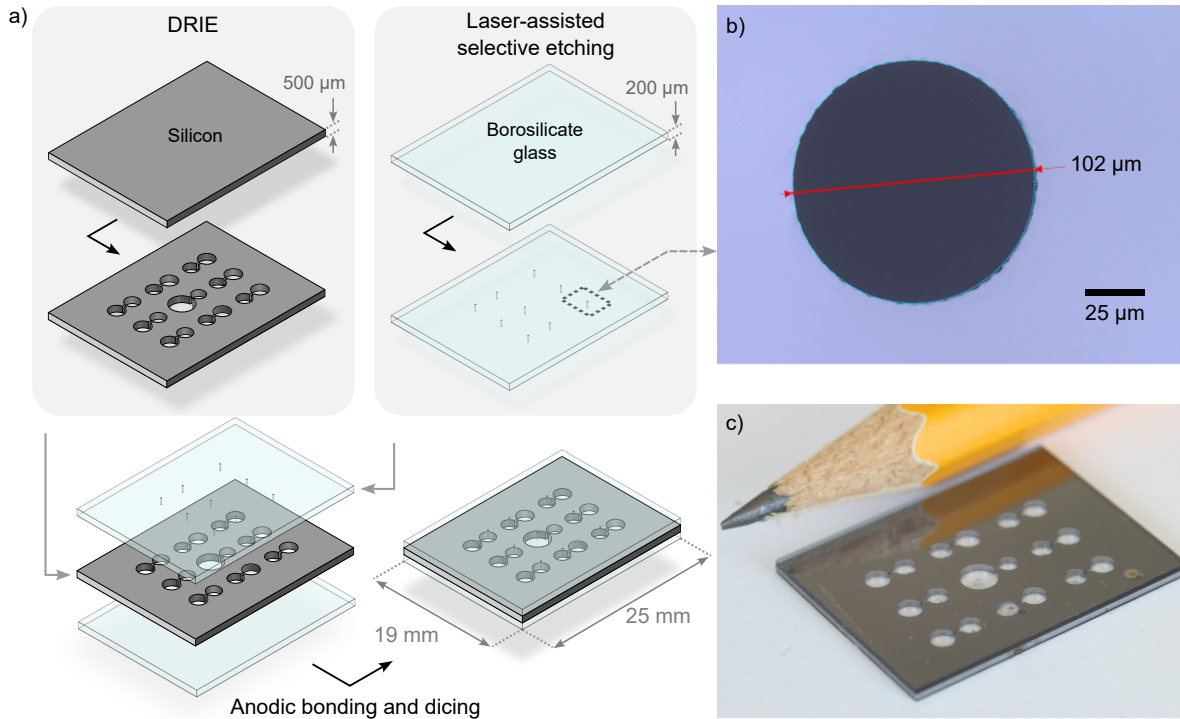 a)
DRIE
500 µm
Silicon
Laser-assisted
selective etching
200 µm
Borosilicate
glass
19 mm
25 mm
Anodic bonding and dicing
b)
102 µm
25 µm
c)